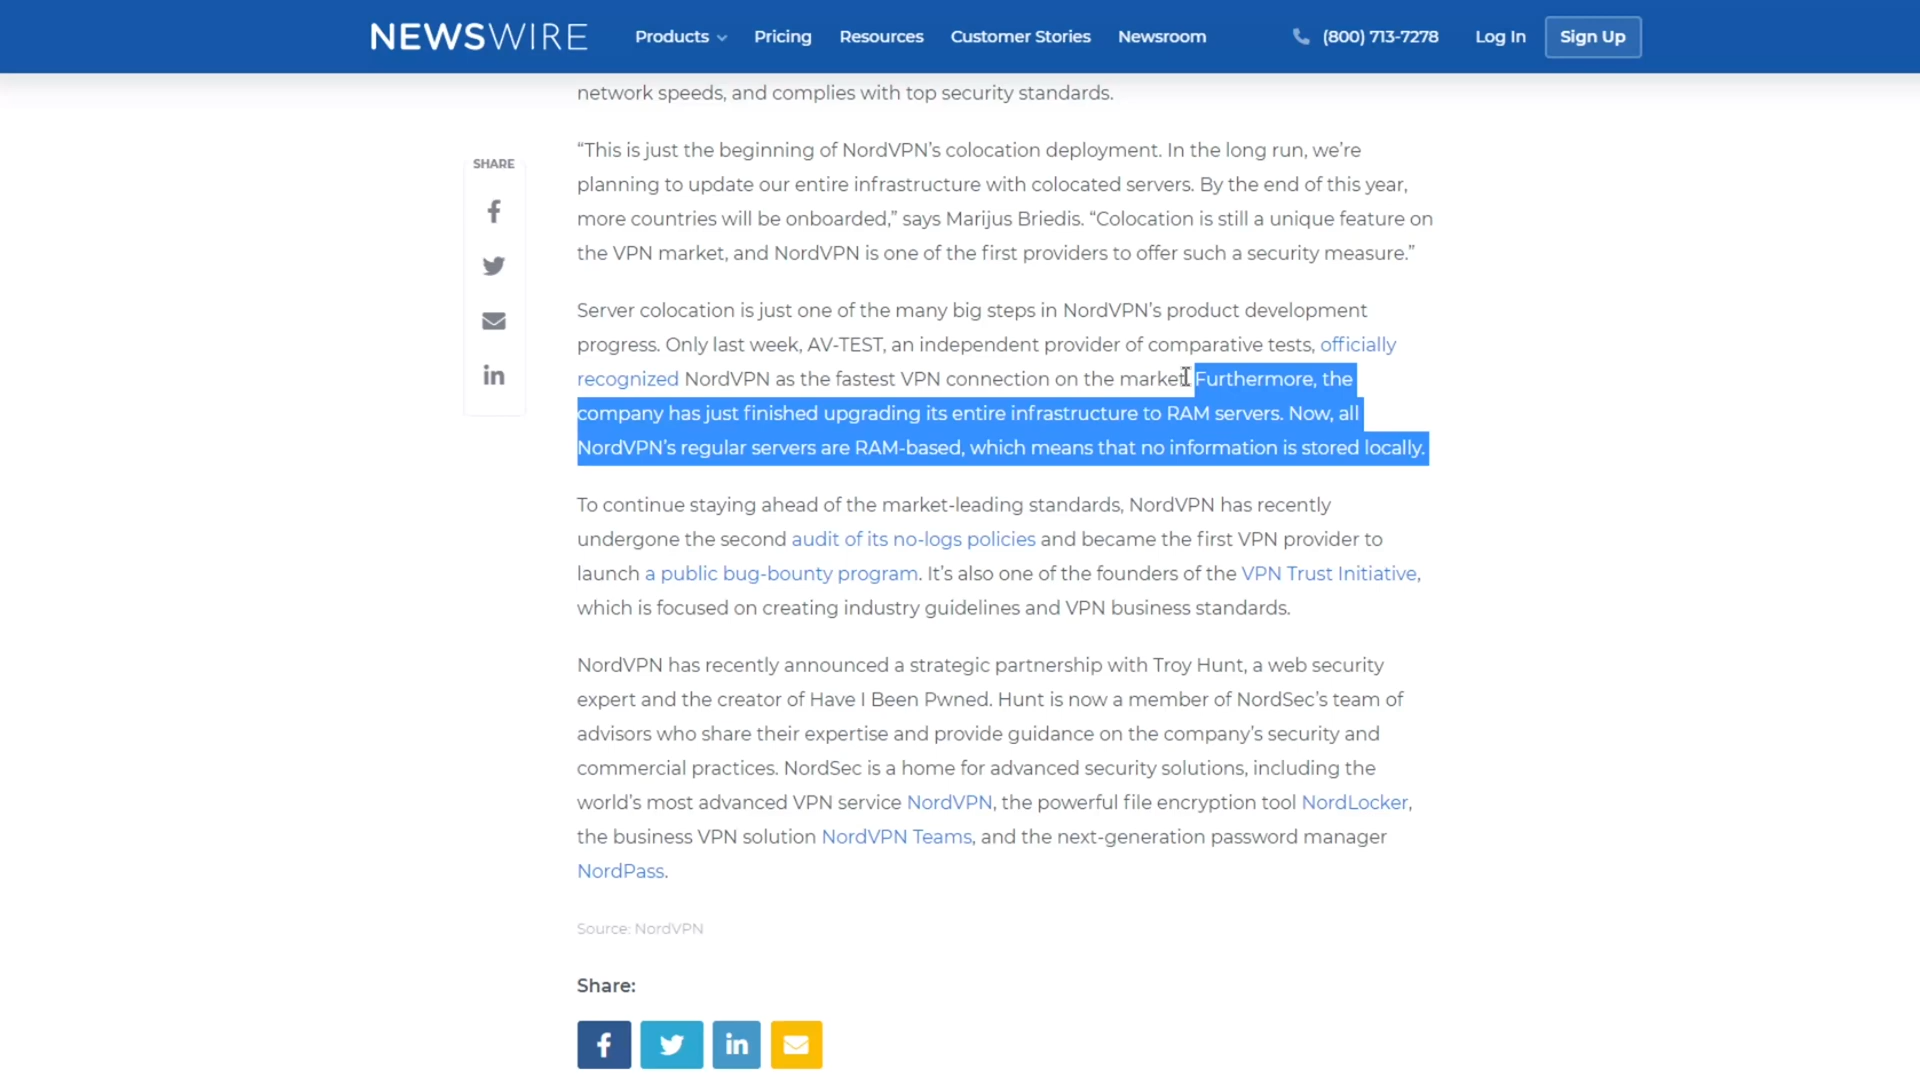 NEWSWIRE Products Pricing Resources Customer Stories Newsroom (800) 713-7278 Log In Sign Up
network speeds, and complies with top security standards.
SHARE
“This is just the beginning of NordVPN’s colocation deployment. In the long run, we’re
planning to update our entire infrastructure with colocated servers. By the end of this year,
more countries will be onboarded,” says Marijus Briedis. “Colocation is still a unique feature on
the VPN market, and NordVPN is one of the first providers to offer such a security measure.”
Server colocation is just one of the many big steps in NordVPN’s product development
progress. Only last week, AV-TEST, an independent provider of comparative tests, officially
recognized NordVPN as the fastest VPN connection on the market. Furthermore, the
company has just finished upgrading its entire infrastructure to RAM servers. Now, all
NordVPN’s regular servers are RAM-based, which means that no information is stored locally.
To continue staying ahead of the market-leading standards, NordVPN has recently
undergone the second audit of its no-logs policies and became the first VPN provider to
launch a public bug-bounty program. It’s also one of the founders of the VPN Trust Initiative,
which is focused on creating industry guidelines and VPN business standards.
NordVPN has recently announced a strategic partnership with Troy Hunt, a web security
expert and the creator of Have I Been Pwned. Hunt is now a member of NordSec’s team of
advisors who share their expertise and provide guidance on the company’s security and
commercial practices. NordSec is a home for advanced security solutions, including the
world’s most advanced VPN service NordVPN, the powerful file encryption tool NordLocker,
the business VPN solution NordVPN Teams, and the next-generation password manager
NordPass.
Source: NordVPN
Share: